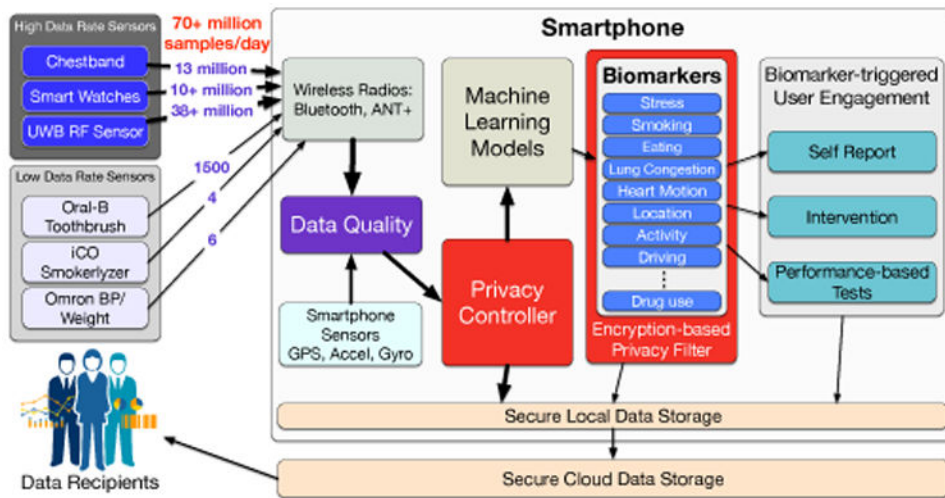 High Data Rate Sensors
Chestband
Smart Watches
UWB RF Sensor
70+ million
samples/day
13 million
10+ million
38+ million
Low Data Rate Sensors
Oral-B
Toothbrush
iCO
Smokerlyzer
Omron BP/
Weight
1500
4
6
Smartphone
Wireless Radios:
Bluetooth, ANT+
Data Quality
Smartphone
Sensors
GPS, Accel, Gyro
Machine
Learning
Models
Privacy
Controller
Biomarkers
Stress
Smoking
Eating
Lung Congestion
Heart Motion
Location
Activity
Driving
Drug use
Encryption-based
Privacy Filter
Biomarker-triggered
User Engagement
Self Report
Intervention
Performance-based
Tests
Secure Local Data Storage
Secure Cloud Data Storage
Data Recipients